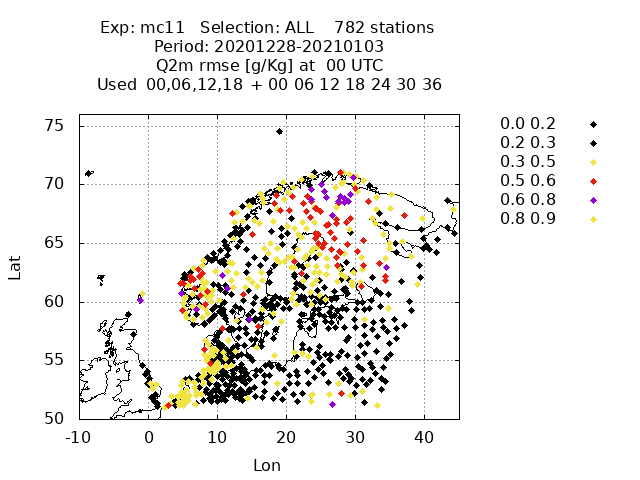 Exp: mc11 Selection: ALL 782 stations
Period: 20201228-20210103
Q2m rmse [g/Kg] at 00 UTC
Used 00,06,12,18 + 00 06 12 18 24 30 36
75
70
65
60
55
50
Lat
-10 0 10 20 30 40
Lon
0.0 0.2
0.2 0.3
0.3 0.5
0.5 0.6
0.6 0.8
0.8 0.9